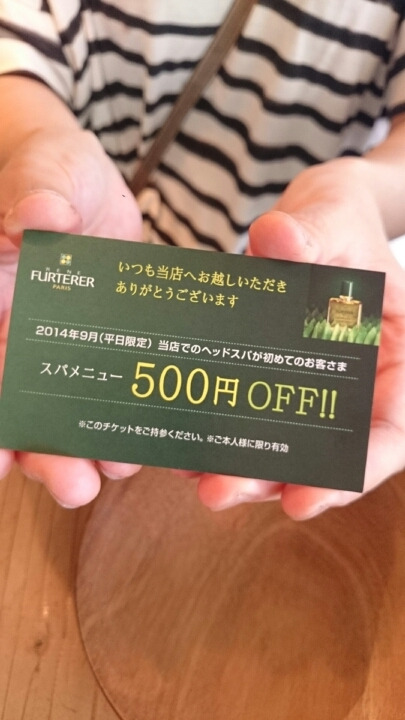 RENE
FURTERER
PARIS
いつも当店へお越しいただき
ありがとうございます
2014年9月(平日限定) 当店でのヘッドスパが初めてのお客さま
スパメニュー 500円 OFF!!
※このチケットをご持参ください。※ご本人様に限り有効